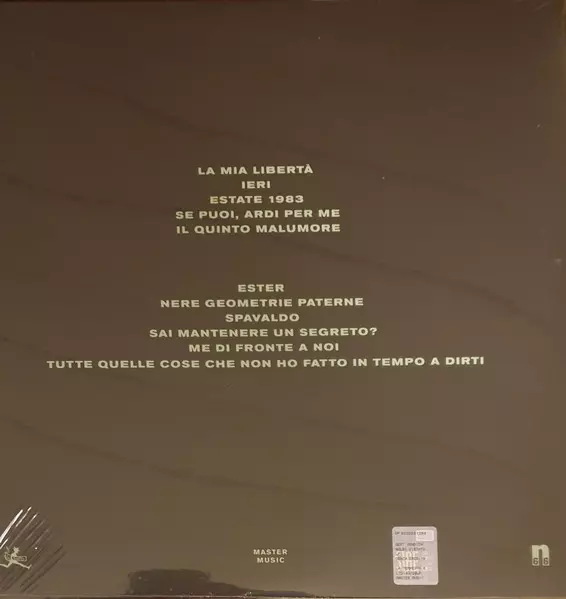 LA MIA LIBERTÀ
IERI
ESTATE 1983
SE PUOI, ARDI PER ME
IL QUINTO MALUMORE
ESTER
NERE GEOMETRIE PATERNE
SPAVALDO
SAI MANTENERE UN SEGRETO?
ME DI FRONTE A NOI
TUTTE QUELLE COSE CHE NON HO FATTO IN TEMPO A DIRTI
MASTER
MUSIC
n